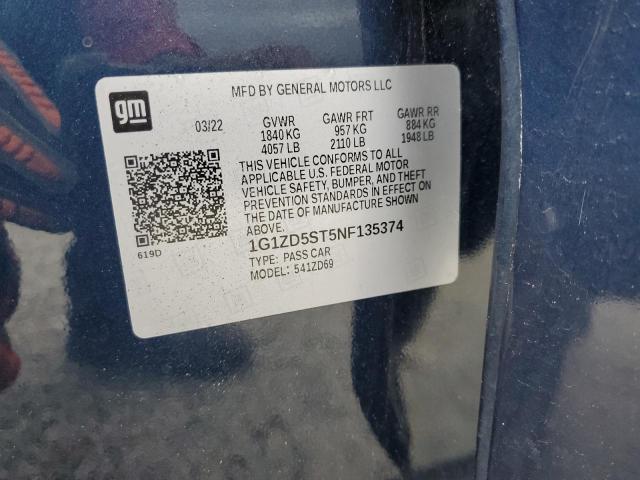 MFD BY GENERAL MOTORS LLC
gm
03/22
GVWR GAWR FRT GAWR RR
1840 KG 957 KG 884 KG
4057 LB 2110 LB 1948 LB
THIS VEHICLE CONFORMS TO ALL
APPLICABLE U.S. FEDERAL MOTOR
VEHICLE SAFETY, BUMPER, AND THEFT
PREVENTION STANDARDS IN EFFECT ON
THE DATE OF MANUFACTURE SHOWN
ABOVE.
1G1ZD5ST5NF135374
619D
TYPE: PASS CAR
MODEL: 541ZD69